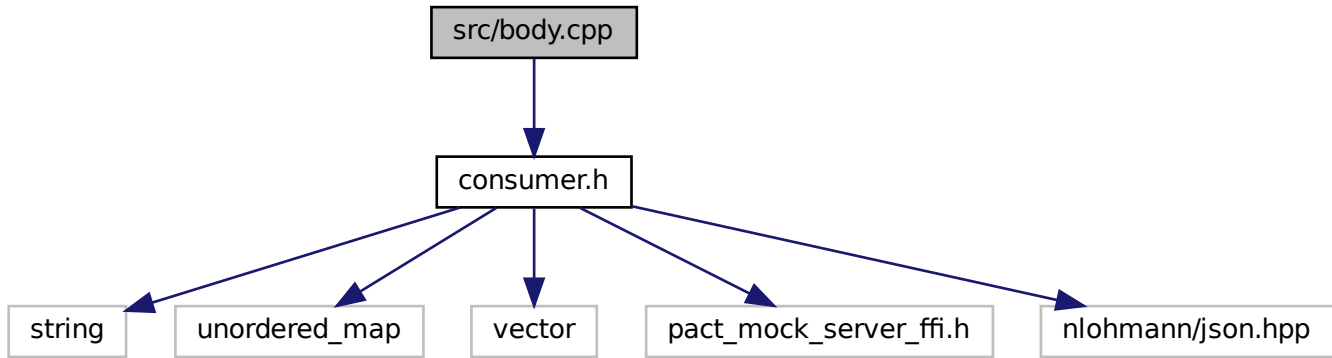 src/body.cpp
consumer.h
string
unordered_map
vector
pact_mock_server_ffi.h
nlohmann/json.hpp